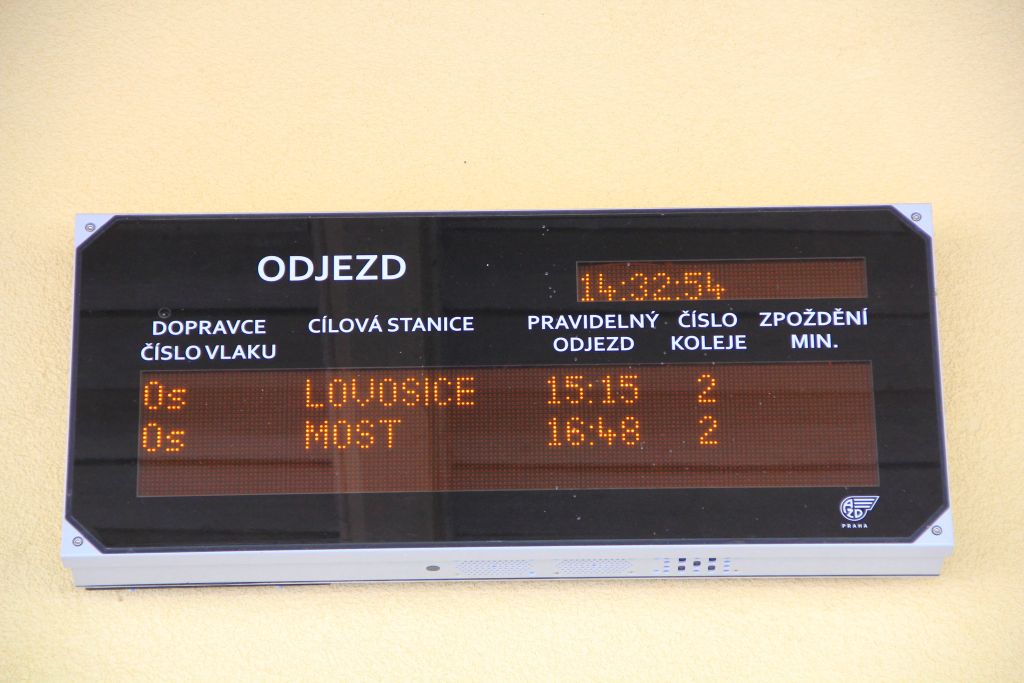 ODJEZD 14:32:54
DOPRAVCE ČÍSLO VLAKU CÍLOVÁ STANICE PRAVIDELNÝ ODJEZD ČÍSLO KOLEJE ZPOŽDĚNÍ MIN.
Os LOVOSICE 15:15 2
Os MOST 16:48 2
AŽD
PRAHA